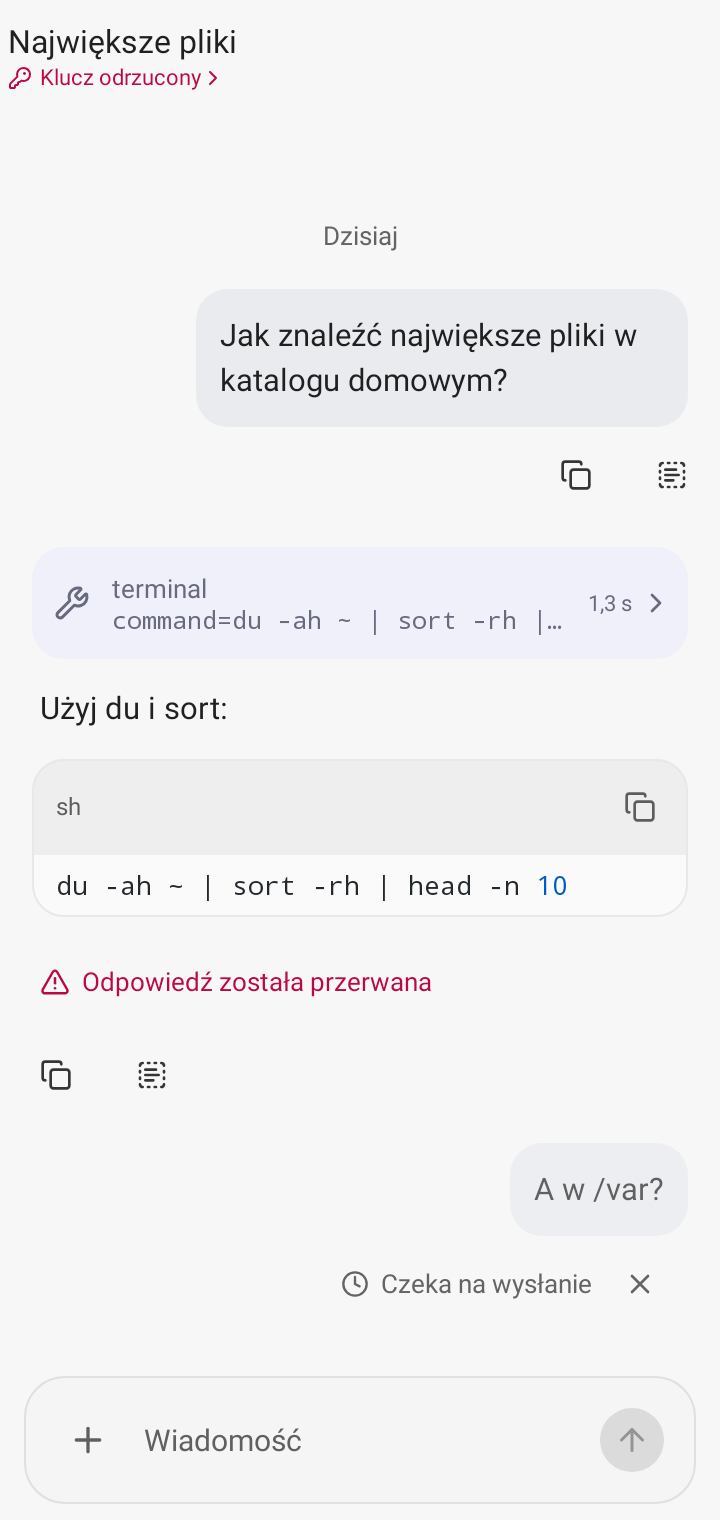 Największe pliki
Klucz odrzucony
Dzisiaj
Jak znaleźć największe pliki w
katalogu domowym?
terminal
command=du -ah ~ | sort -rh |…
1,3 s
Użyj du i sort:
sh
du -ah ~ | sort -rh | head -n 10
Odpowiedź została przerwana
A w /var?
Czeka na wysłanie
Wiadomość